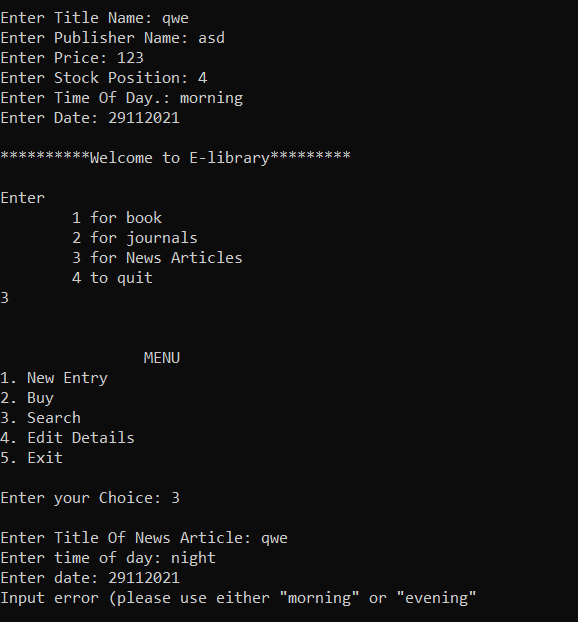 Enter Title Name: qwe
Enter Publisher Name: asd
Enter Price: 123
Enter Stock Position: 4
Enter Time Of Day.: morning
Enter Date: 29112021
**********Welcome to E-library*********
Enter
1 for book
2 for journals
3 for News Articles
4 to quit
3
MENU
1. New Entry
2. Buy
3. Search
4. Edit Details
5. Exit
Enter your Choice: 3
Enter Title Of News Article: qwe
Enter time of day: night
Enter date: 29112021
Input error (please use either "morning" or "evening"